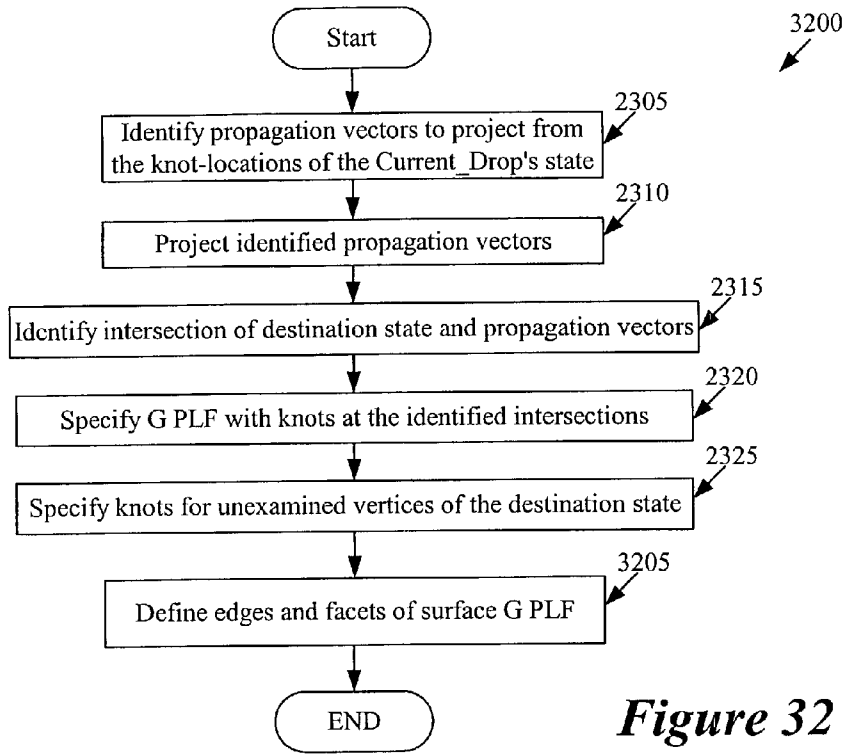 Start
3200
2305
Identify propagation vectors to project from
the knot-locations of the Current_Drop's state
2310
Project identified propagation vectors
2315
Identify intersection of destination state and propagation vectors
2320
Specify G PLF with knots at the identified intersections
2325
Specify knots for unexamined vertices of the destination state
3205
Define edges and facets of surface G PLF
END
Figure 32